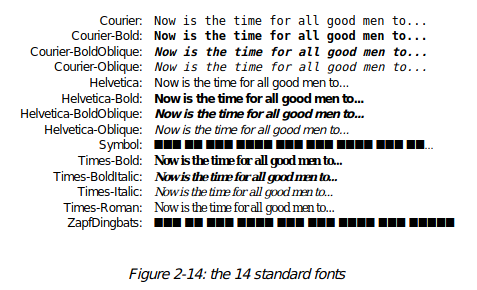 Courier: Now is the time for all good men to...
Courier-Bold: Now is the time for all good men to...
Courier-BoldOblique: Now is the time for all good men to...
Courier-Oblique: Now is the time for all good men to...
Helvetica: Now is the time for all good men to...
Helvetica-Bold: Now is the time for all good men to...
Helvetica-BoldOblique: Now is the time for all good men to...
Helvetica-Oblique: Now is the time for all good men to...
Symbol: ■■■ ■■ ■■■ ■■■■ ■■■ ■■■ ■■■■ ■■■ ■■...
Times-Bold: Now is the time for all good men to...
Times-BoldItalic: Now is the time for all good men to...
Times-Italic: Now is the time for all good men to...
Times-Roman: Now is the time for all good men to...
ZapfDingbats: ■■■ ■■ ■■■ ■■■■ ■■■ ■■■ ■■■■ ■■■ ■■■■■
Figure 2-14: the 14 standard fonts